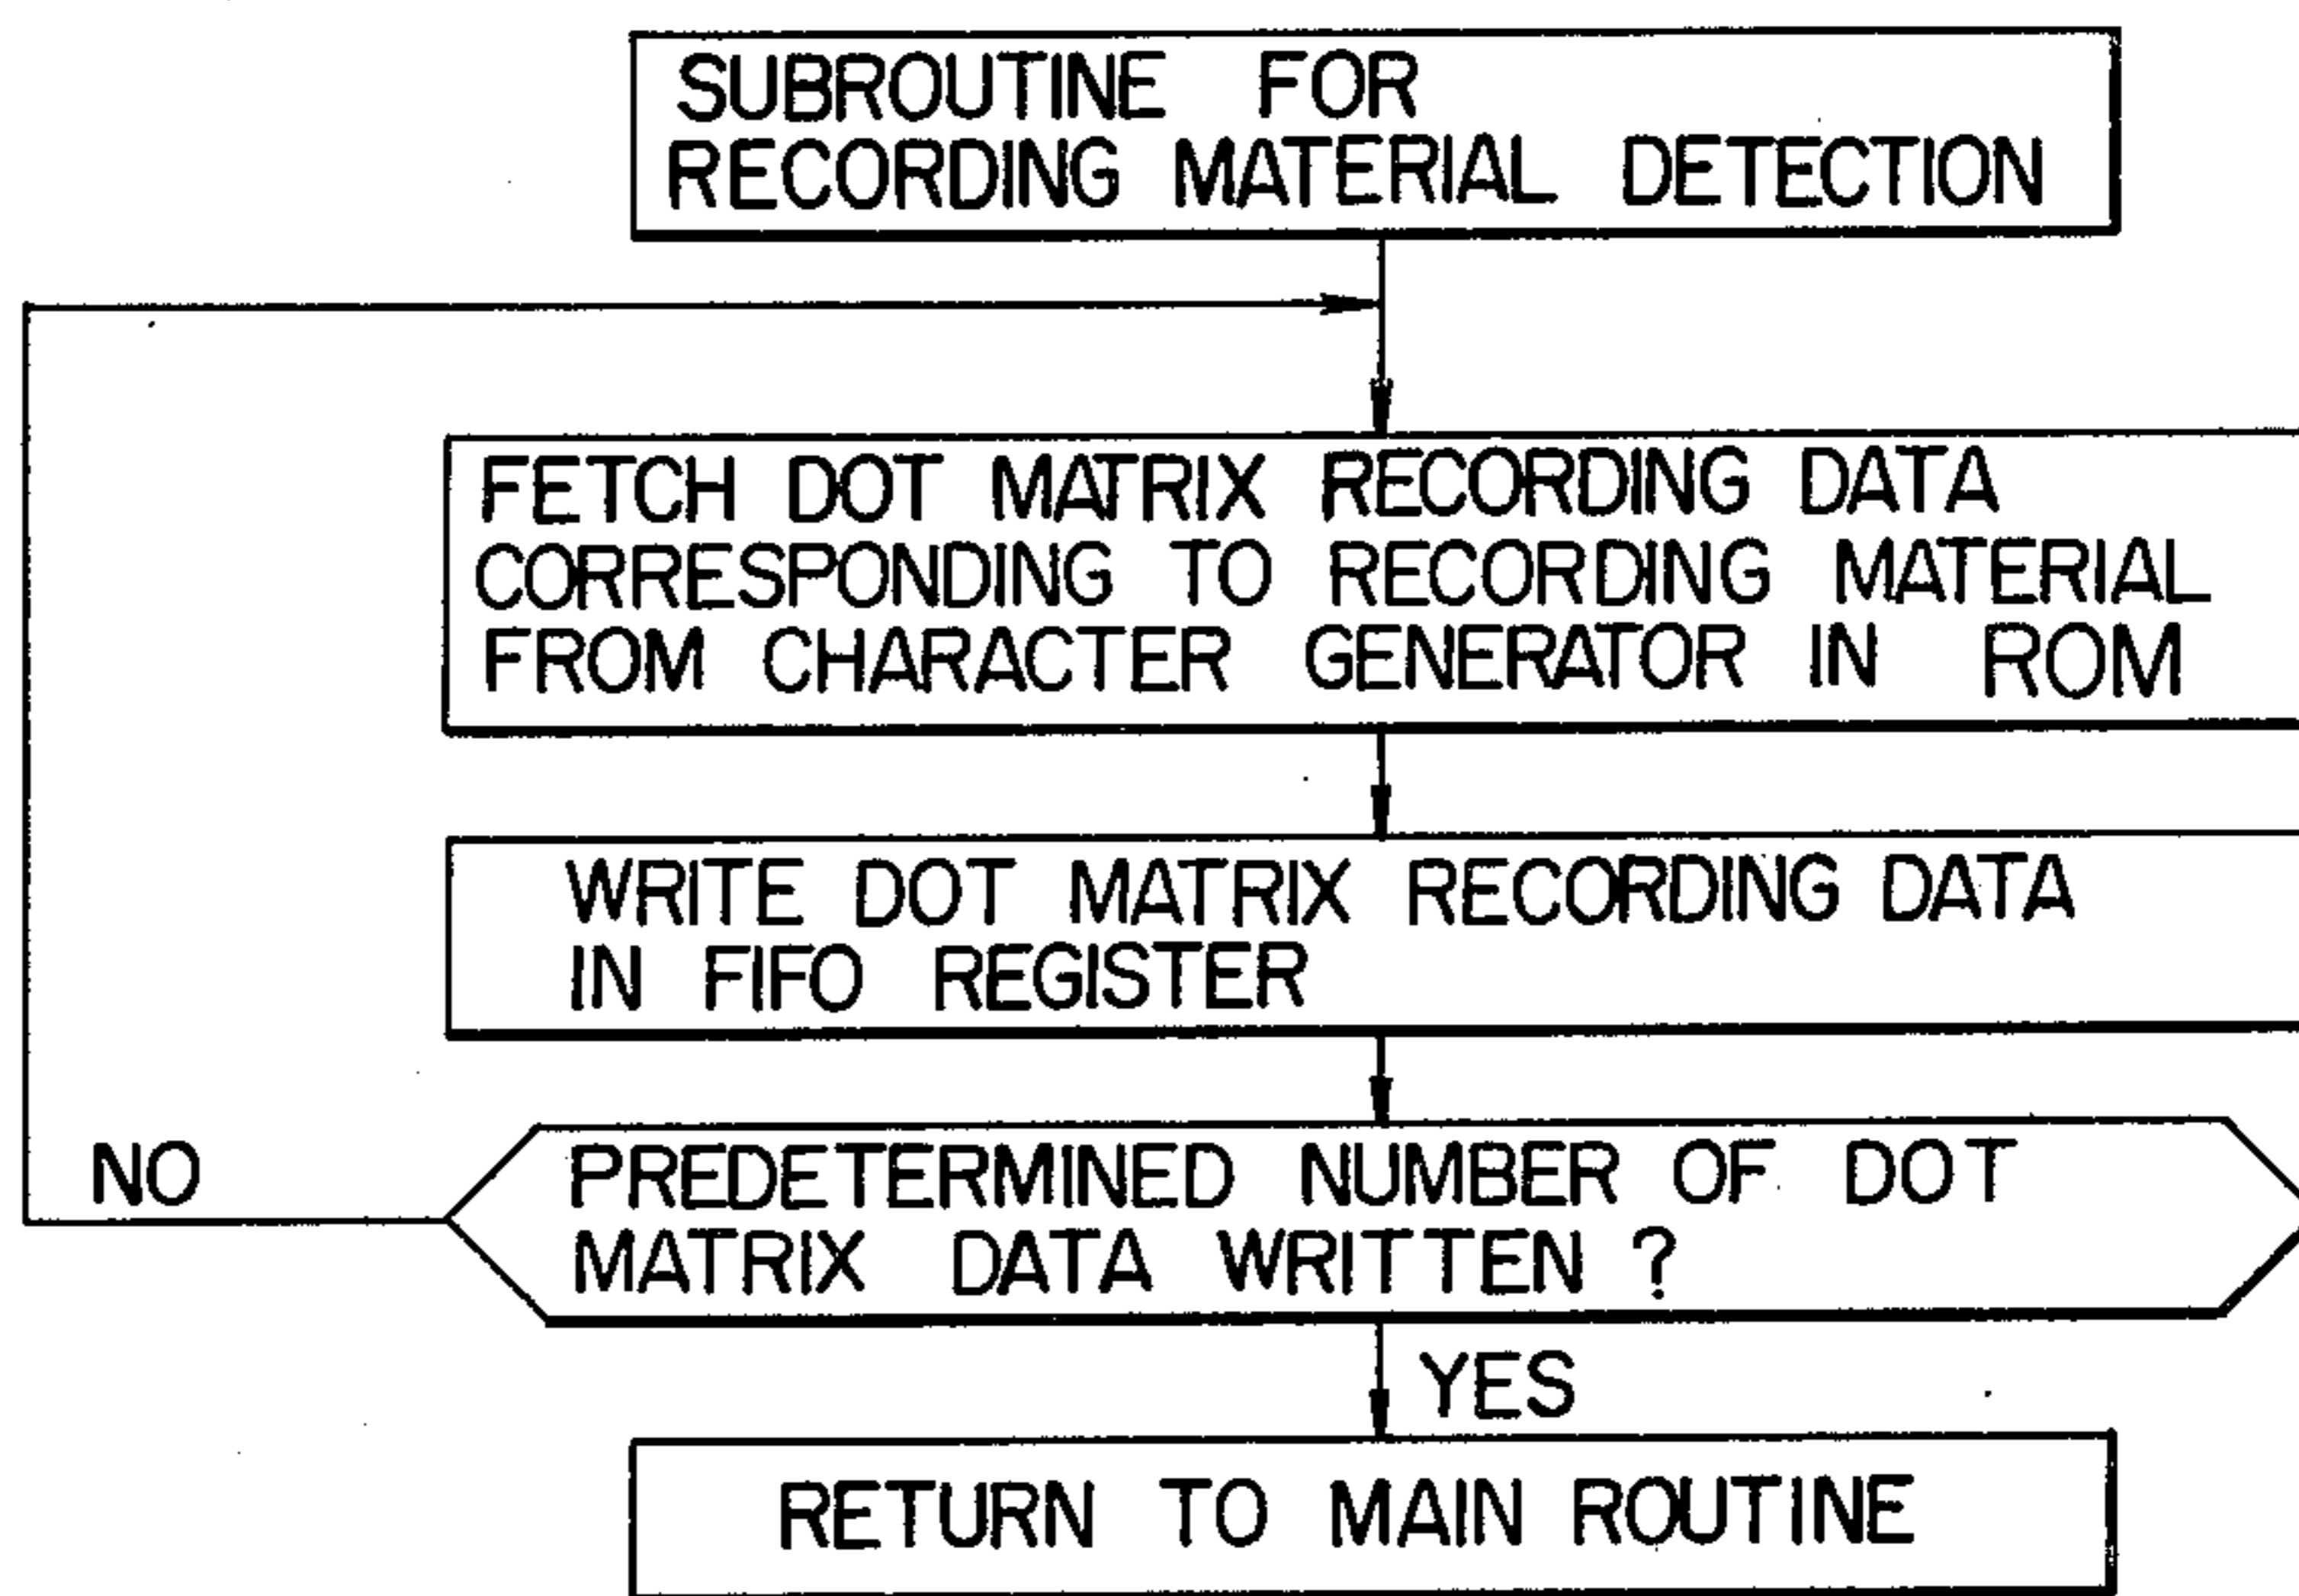 SUBROUTINE FOR
RECORDING MATERIAL DETECTION
FETCH DOT MATRIX RECORDING DATA
CORRESPONDING TO RECORDING MATERIAL
FROM CHARACTER GENERATOR IN ROM
WRITE DOT MATRIX RECORDING DATA
IN FIFO REGISTER
NO
PREDETERMINED NUMBER OF DOT
MATRIX DATA WRITTEN ?
YES
RETURN TO MAIN ROUTINE